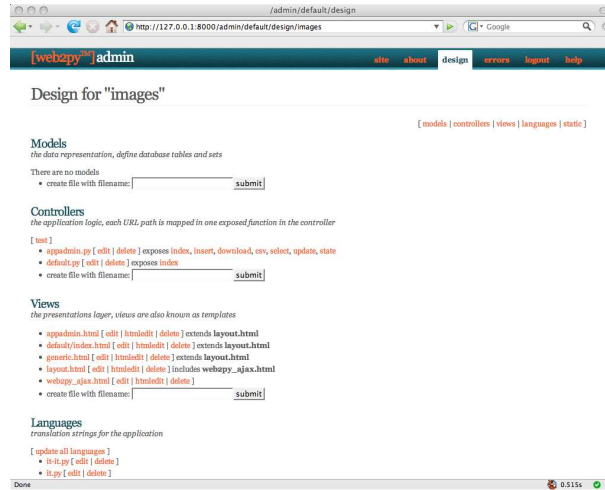 /admin/default/design
http://127.0.0.1:8000/admin/default/design/images
Google
[web2py™]admin
site about design errors logout help
Design for "images"
[ models | controllers | views | languages | static ]
Models
the data representation, define database tables and sets
There are no models
• create file with filename: submit
Controllers
the application logic, each URL path is mapped in one exposed function in the controller
[ test ]
• appadmin.py [ edit | delete ] exposes index, insert, download, csv, select, update, state
• default.py [ edit | delete ] exposes index
• create file with filename: submit
Views
the presentations layer, views are also known as templates
• appadmin.html [ edit | htmledit | delete ] extends layout.html
• default/index.html [ edit | htmledit | delete ] extends layout.html
• generic.html [ edit | htmledit | delete ] extends layout.html
• layout.html [ edit | htmledit | delete ] includes web2py_ajax.html
• web2py_ajax.html [ edit | htmledit | delete ]
• create file with filename: submit
Languages
translation strings for the application
[ update all languages ]
• it-it.py [ edit | delete ]
• it.py [ edit | delete ]
Done 0.515s